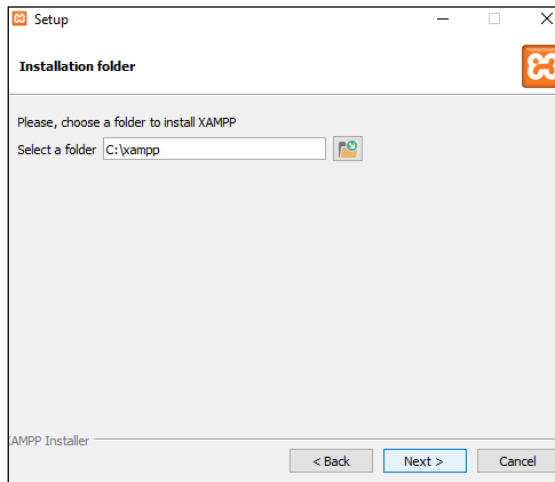 Setup
Installation folder
Please, choose a folder to install XAMPP
Select a folder C:\xampp
XAMPP Installer
< Back Next > Cancel